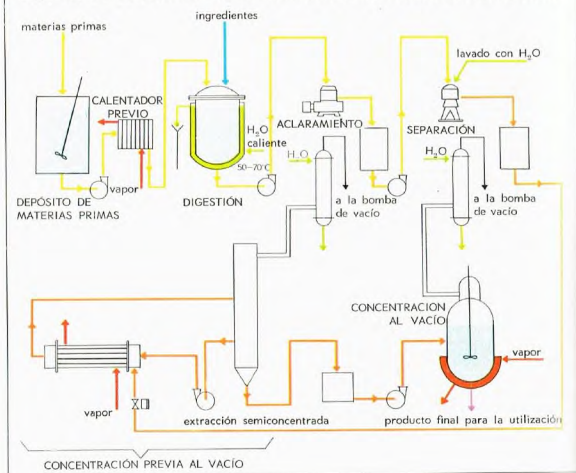 materias primas
ingredientes
lavado con H₂O
CALENTADOR
PREVIO
vapor
DEPÓSITO DE
MATERIAS PRIMAS
H₂O
caliente
50-70°C
DIGESTIÓN
ACLARAMIENTO
H₂O
a la bomba
de vacío
SEPARACIÓN
H₂O
a la bomba
de vacío
CONCENTRACION
AL VACÍO
vapor
vapor
extracción semiconcentrada
producto final para la utilización
CONCENTRACIÓN PREVIA AL VACÍO